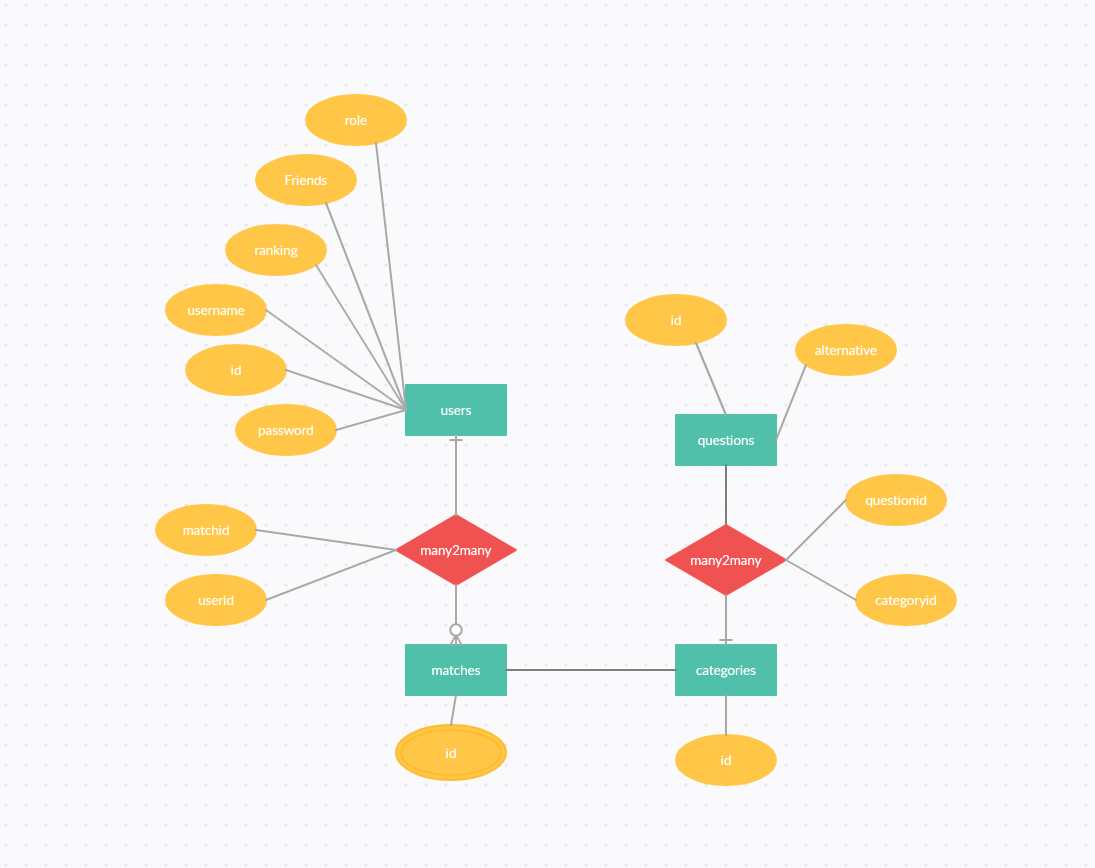 role
Friends
ranking
username
id
password
users
matchid
userid
many2many
matches
id
id
alternative
questions
questionid
many2many
categoryid
categories
id